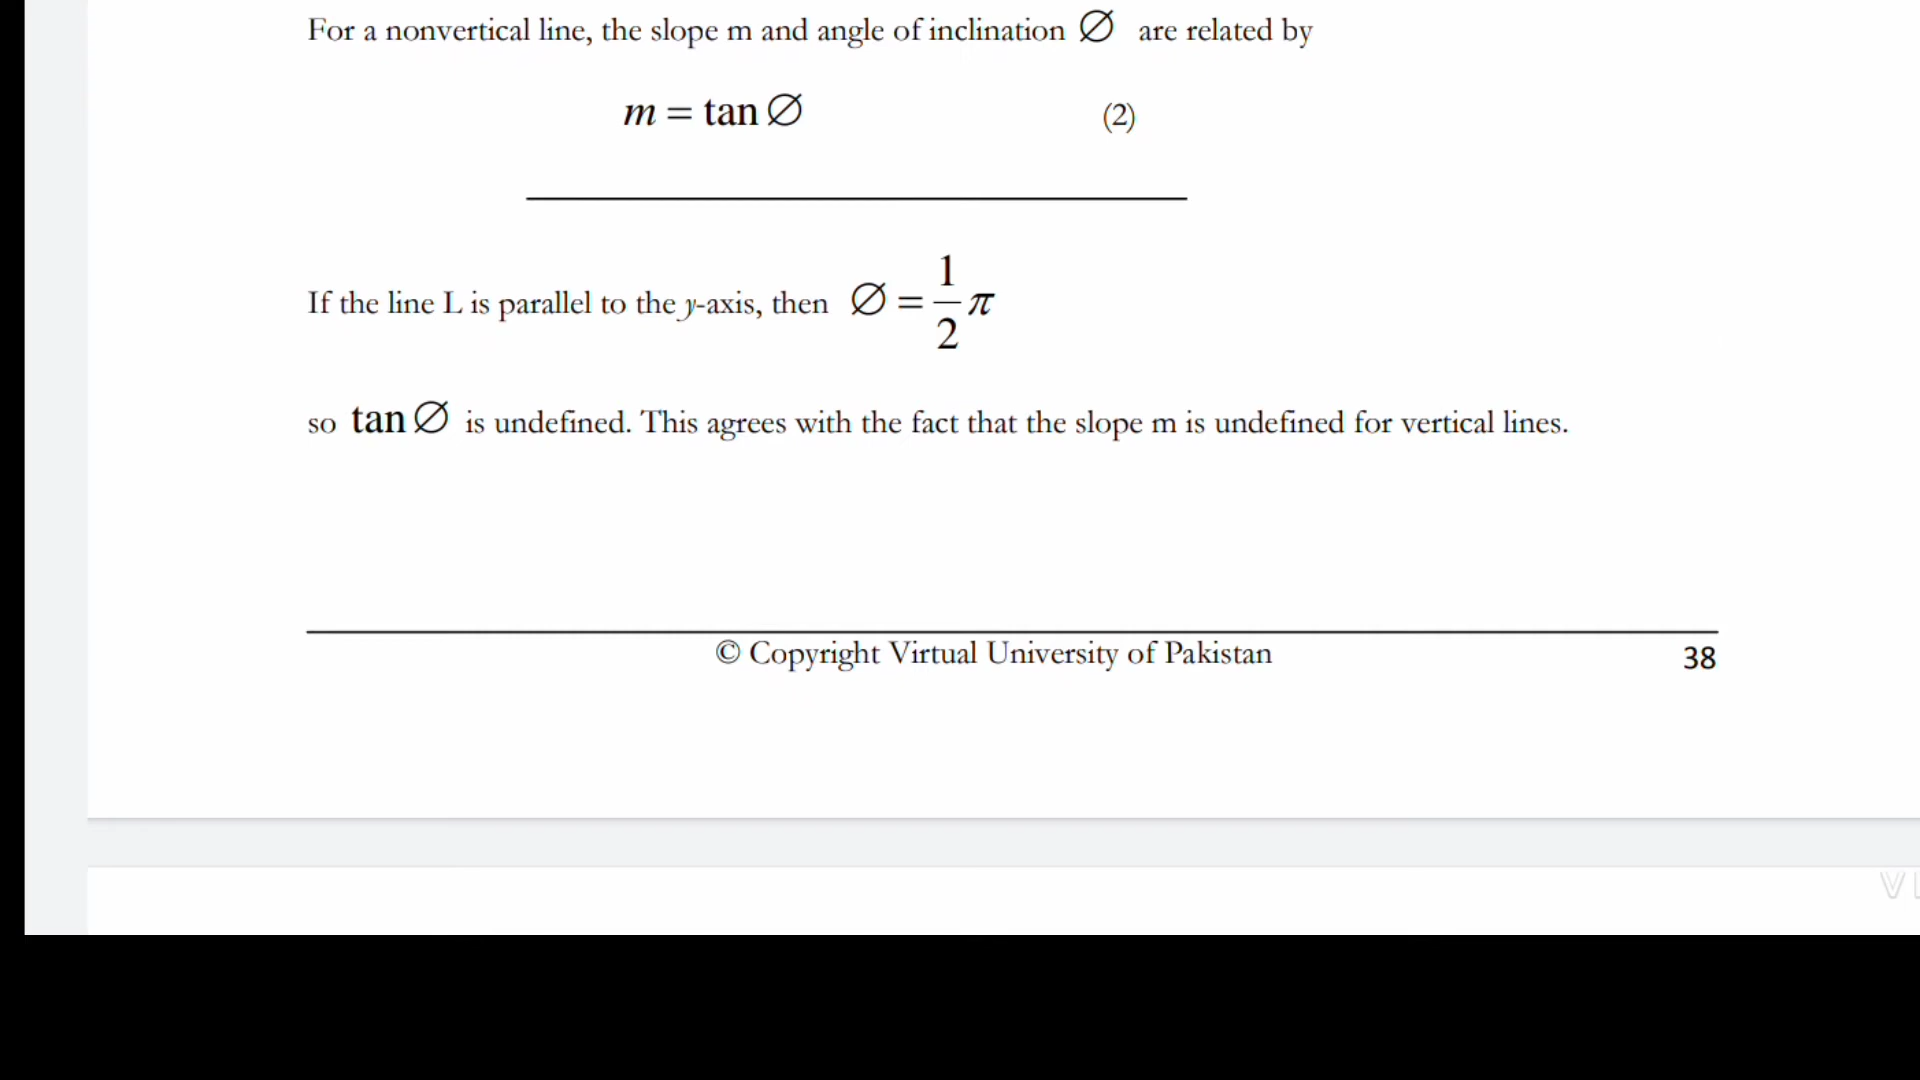 For a nonvertical line, the slope m and angle of inclination ∅ are related by
m = tan ∅ (2)
If the line L is parallel to the y-axis, then ∅ = 1/2 π
so tan ∅ is undefined. This agrees with the fact that the slope m is undefined for vertical lines.
© Copyright Virtual University of Pakistan 38